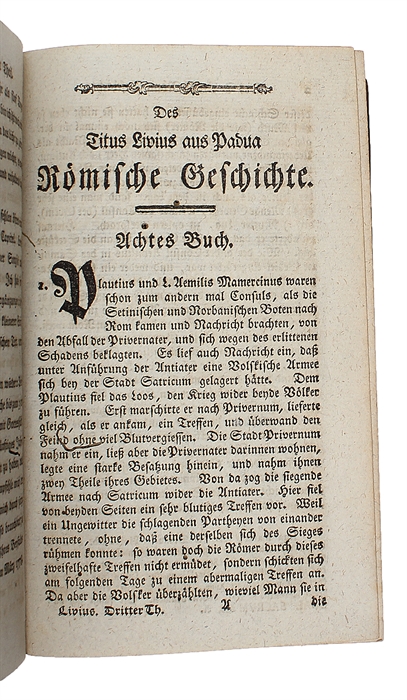 Des
Titus Livius aus Padua
Römische Geschichte.
Achtes Buch.
1. Plautius und L. Aemilis Mamercinus waren
schon zum andern mal Consuls, als die
Setinischen und Norbanischen Boten nach
Rom kamen und Nachricht brachten, von
den Abfall der Privernater, und sich wegen des erlittenen
Schadens beklagten. Es lief auch Nachricht ein, daß
unter Anführung der Antiater eine Volskische Armee
sich bey der Stadt Satricum gelagert hätte. Dem
Plautius fiel das Loos, den Krieg wider beyde Völker
zu führen. Erst marschirte er nach Privernum, lieferte
gleich, als er ankam, ein Treffen, und überwand den
Feind ohne viel Blutvergiessen. Die Stadt Privernum
nahm er ein, ließ aber die Privernater darinnen wohnen,
legte eine starke Besatzung hinein, und nahm ihnen
zwey Theile ihres Gebietes. Von da zog die siegende
Armee nach Satricum wider die Antiater. Hier fiel
von beyden Seiten ein sehr blutiges Treffen vor. Weil
ein Ungewitter die schlagenden Partheyen von einander
trennete, ohne, daß eine derselben sich des Sieges
rühmen konnte: so waren doch die Römer durch dieses
zweifelhafte Treffen nicht ermüdet, sondern schickten sich
am folgenden Tage zu einem abermaligen Treffen an.
Da aber die Volsker überzählten, wieviel Mann sie in
Livius. Dritter Th. A die